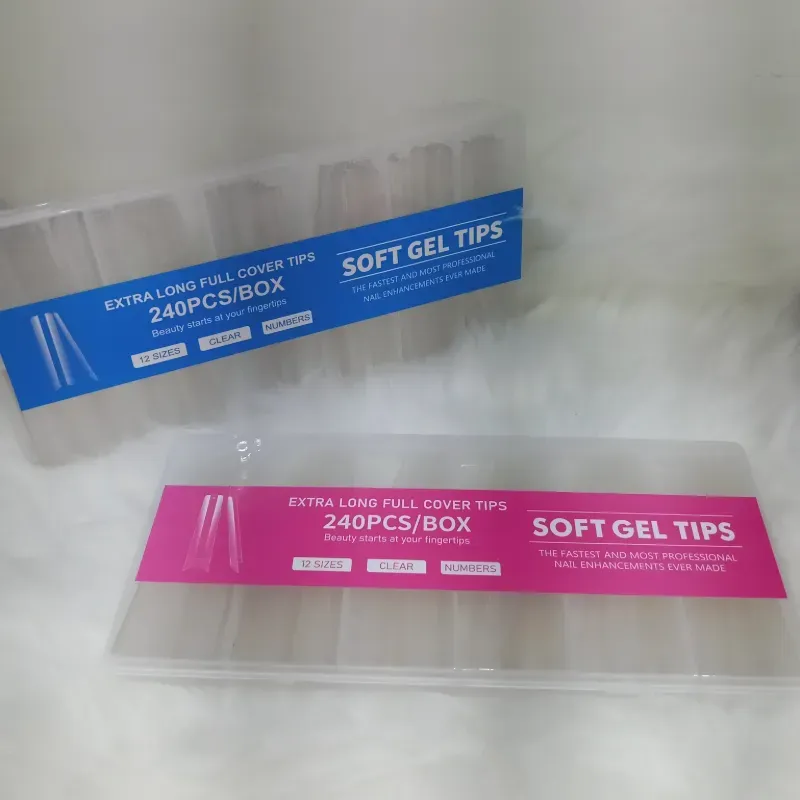 EXTRA LONG FULL COVER TIPS
240PCS/BOX
Beauty starts at your fingertips
12 SIZES
CLEAR
NUMBERS
SOFT GEL TIPS
THE FASTEST AND MOST PROFESSIONAL
NAIL ENHANCEMENTS EVER MADE
EXTRA LONG FULL COVER TIPS
240PCS/BOX
Beauty starts at your fingertips
12 SIZES
CLEAR
NUMBERS
SOFT GEL TIPS
THE FASTEST AND MOST PROFESSIONAL
NAIL ENHANCEMENTS EVER MADE